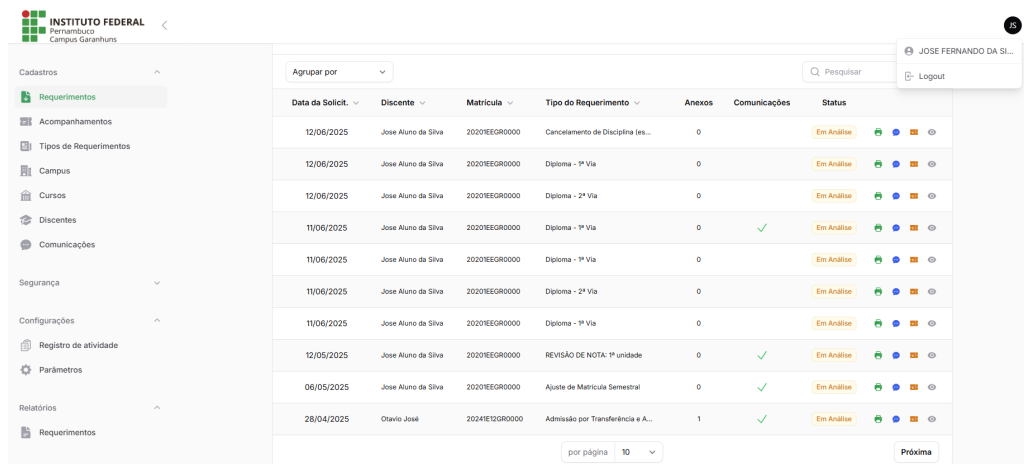 INSTITUTO FEDERAL
Pernambuco
Campus Garanhuns
JS
JOSE FERNANDO DA SI...
Logout
Cadastros
Requerimentos
Acompanhamentos
Tipos de Requerimentos
Campus
Cursos
Discentes
Comunicações
Segurança
Configurações
Registro de atividade
Parâmetros
Relatórios
Requerimentos
Agrupar por
Pesquisar
Data da Solicit. Discente Matrícula Tipo do Requerimento Anexos Comunicações Status
12/06/2025 Jose Aluno da Silva 20201EEGR0000 Cancelamento de Disciplina (es... 0 Em Análise
12/06/2025 Jose Aluno da Silva 20201EEGR0000 Diploma - 1ª Via 0 Em Análise
12/06/2025 Jose Aluno da Silva 20201EEGR0000 Diploma - 2ª Via 0 Em Análise
11/06/2025 Jose Aluno da Silva 20201EEGR0000 Diploma - 1ª Via 0 Em Análise
11/06/2025 Jose Aluno da Silva 20201EEGR0000 Diploma - 1ª Via 0 Em Análise
11/06/2025 Jose Aluno da Silva 20201EEGR0000 Diploma - 2ª Via 0 Em Análise
11/06/2025 Jose Aluno da Silva 20201EEGR0000 Diploma - 1ª Via 0 Em Análise
12/05/2025 Jose Aluno da Silva 20201EEGR0000 REVISÃO DE NOTA: 1ª unidade 0 Em Análise
06/05/2025 Jose Aluno da Silva 20201EEGR0000 Ajuste de Matrícula Semestral 0 Em Análise
28/04/2025 Otavio José 20241E12GR0000 Admissão por Transferência e A... 1 Em Análise
por página 10
Próxima